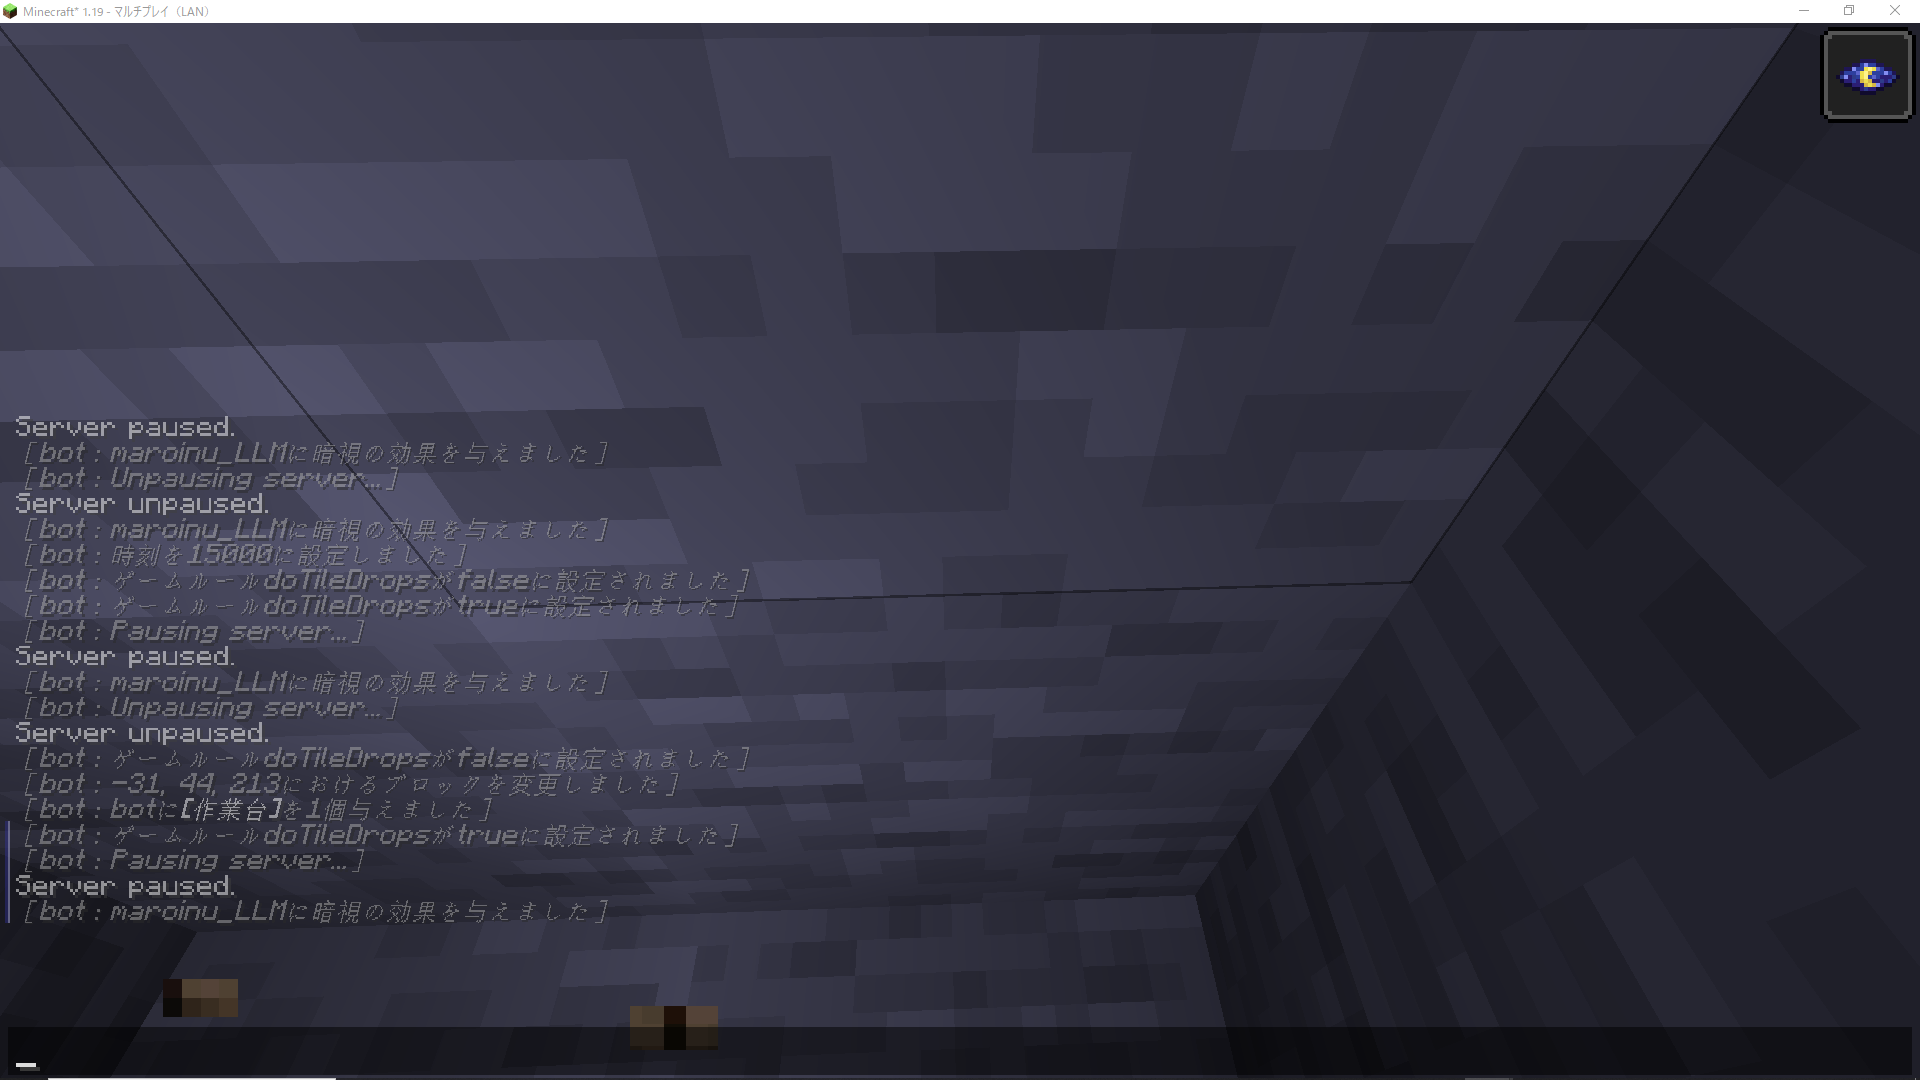 Minecraft* 1.19 - マルチプレイ（LAN）
Server paused.
[bot: maroinu_LLMに暗視の効果を与えました]
[bot: Unpausing server...]
Server unpaused.
[bot: maroinu_LLMに暗視の効果を与えました]
[bot: 時刻を15000に設定しました]
[bot: ゲームルールdoTileDropsがfalseに設定されました]
[bot: ゲームルールdoTileDropsがtrueに設定されました]
[bot: Pausing server...]
Server paused.
[bot: maroinu_LLMに暗視の効果を与えました]
[bot: Unpausing server...]
Server unpaused.
[bot: ゲームルールdoTileDropsがfalseに設定されました]
[bot: -31, 44, 213におけるブロックを変更しました]
[bot: botに[作業台]を1個与えました]
[bot: ゲームルールdoTileDropsがtrueに設定されました]
[bot: Pausing server...]
Server paused.
[bot: maroinu_LLMに暗視の効果を与えました]